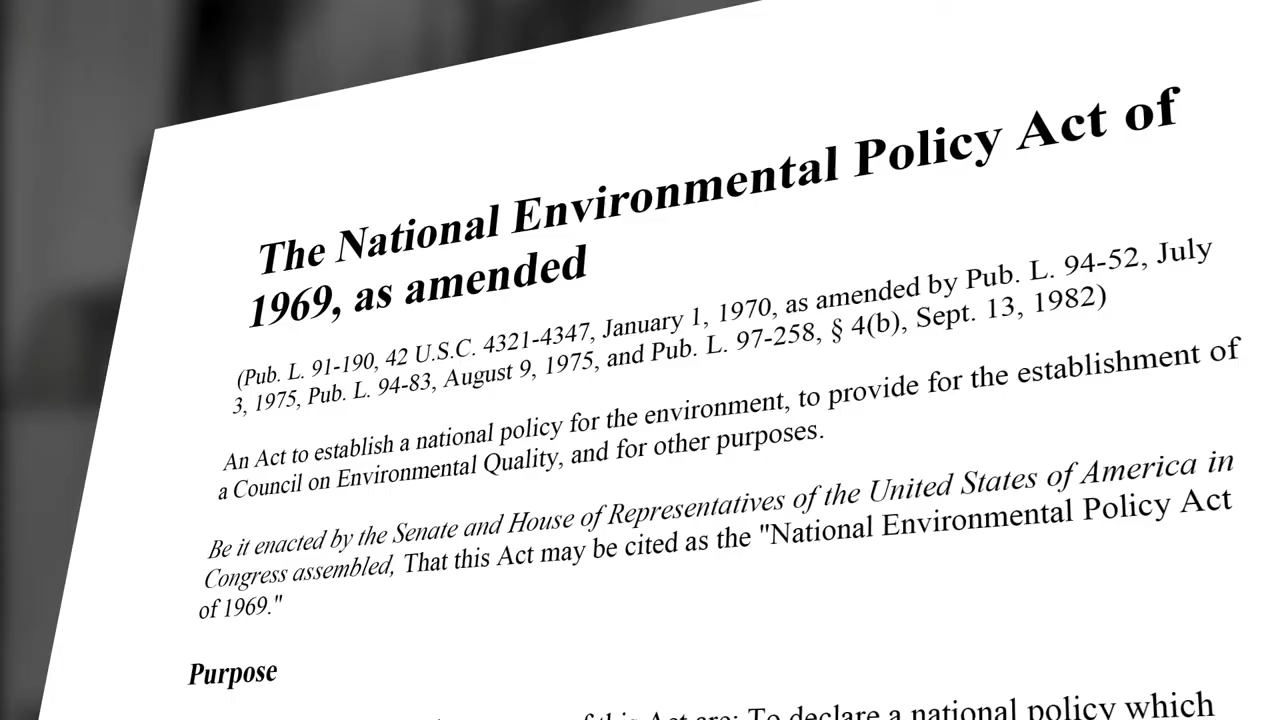 The National Environmental Policy Act of
1969, as amended
(Pub. L. 91-190, 42 U.S.C. 4321-4347, January 1, 1970, as amended by Pub. L. 94-52, July
3, 1975, Pub. L. 94-83, August 9, 1975, and Pub. L. 97-258, § 4(b), Sept. 13, 1982)
An Act to establish a national policy for the environment, to provide for the establishment of
a Council on Environmental Quality, and for other purposes.
Be it enacted by the Senate and House of Representatives of the United States of America in
Congress assembled, That this Act may be cited as the "National Environmental Policy Act
of 1969."
Purpose
of this Act are: To declare a national policy which